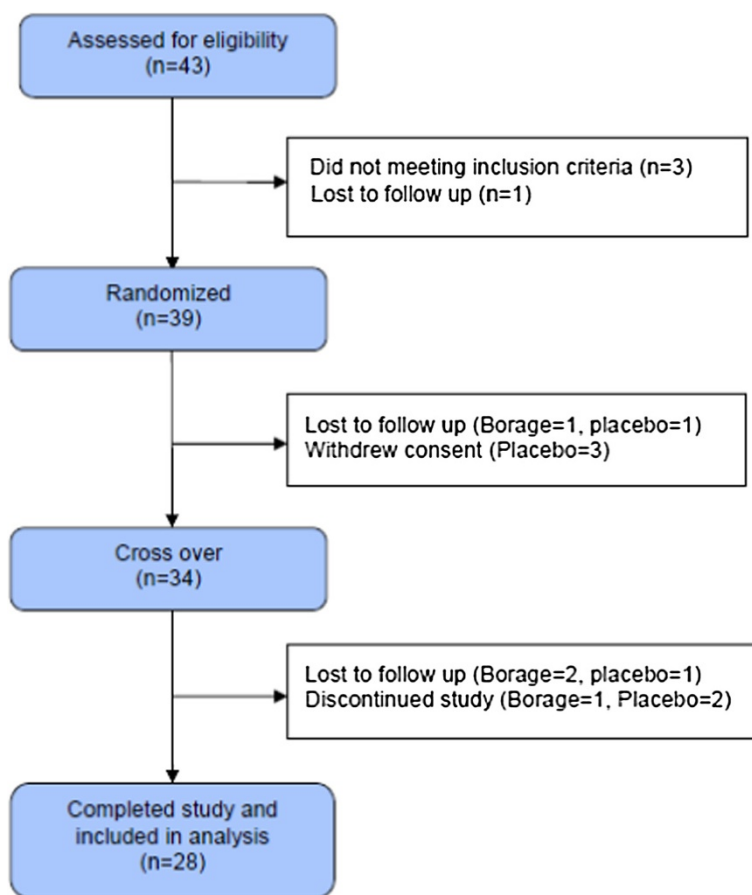 Assessed for eligibility
(n=43)
Did not meeting inclusion criteria (n=3)
Lost to follow up (n=1)
Randomized
(n=39)
Lost to follow up (Borage=1, placebo=1)
Withdrew consent (Placebo=3)
Cross over
(n=34)
Lost to follow up (Borage=2, placebo=1)
Discontinued study (Borage=1, Placebo=2)
Completed study and
included in analysis
(n=28)